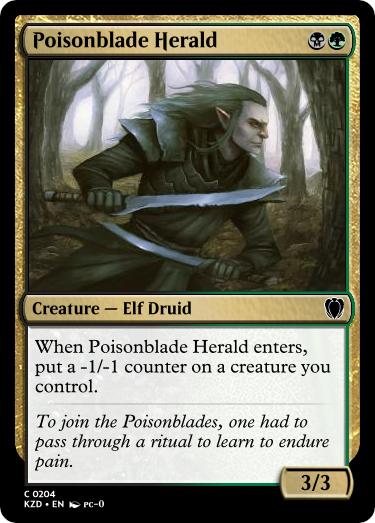 Poisonblade Herald
Creature — Elf Druid
When Poisonblade Herald enters,
put a -1/-1 counter on a creature you
control.
To join the Poisonblades, one had to
pass through a ritual to learn to endure
pain.
3/3
C 0204
KZD • EN PC-0